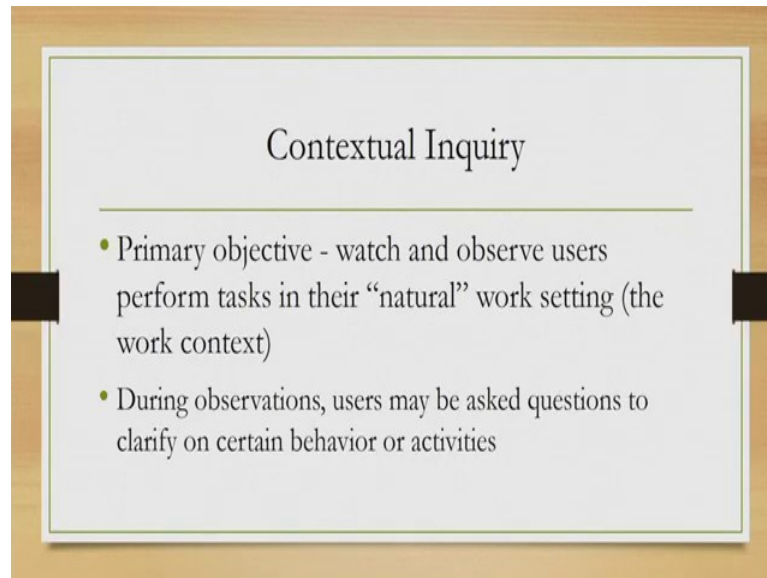 Contextual Inquiry
• Primary objective - watch and observe users
perform tasks in their “natural” work setting (the
work context)
• During observations, users may be asked questions to
clarify on certain behavior or activities